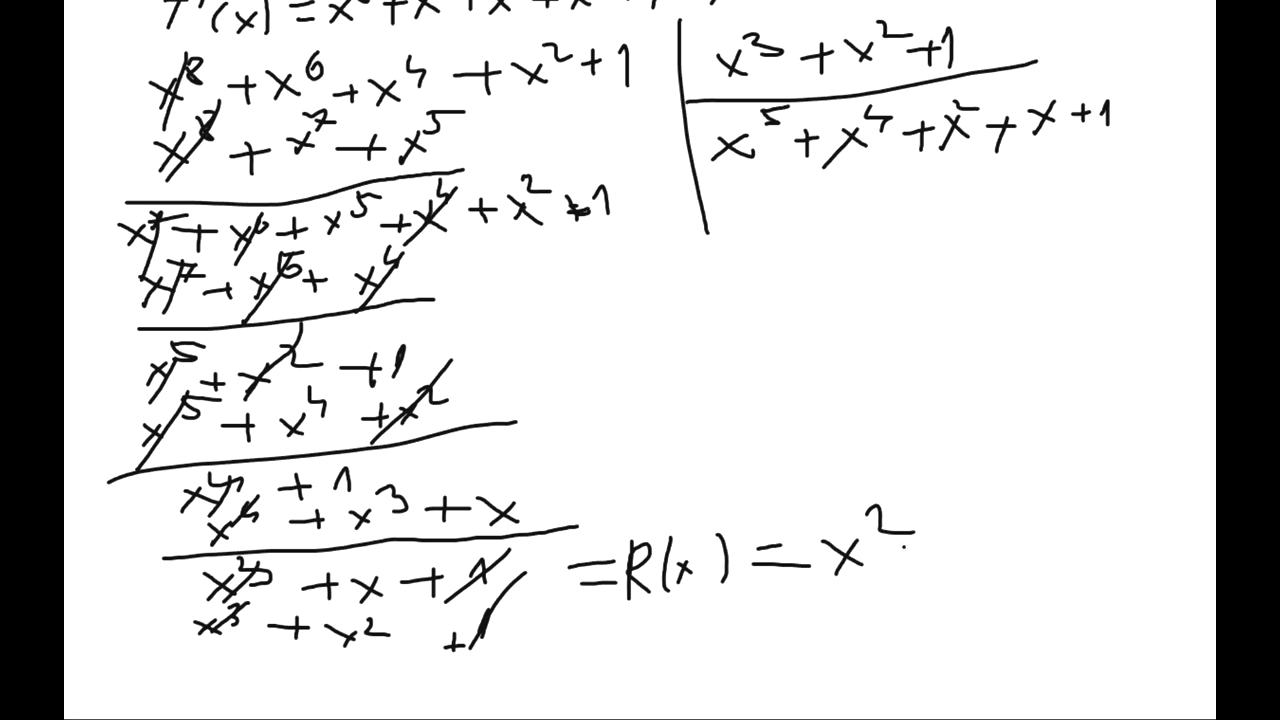 x^8 + x^6 + x^4 + x^2 + 1 | x^3 + x^2 + 1
x^8 + x^7 + x^5 | x^5 + x^4 + x^2 + x + 1
x^7 + x^6 + x^5 + x^4 + x^2 + 1
x^7 + x^6 + x^4
x^5 + x^2 + 1
x^5 + x^4 + x^2
x^4 + 1
x^4 + x^3 + x
x^3 + x + 1 = R(x) = x^2
x^3 + x^2 + 1